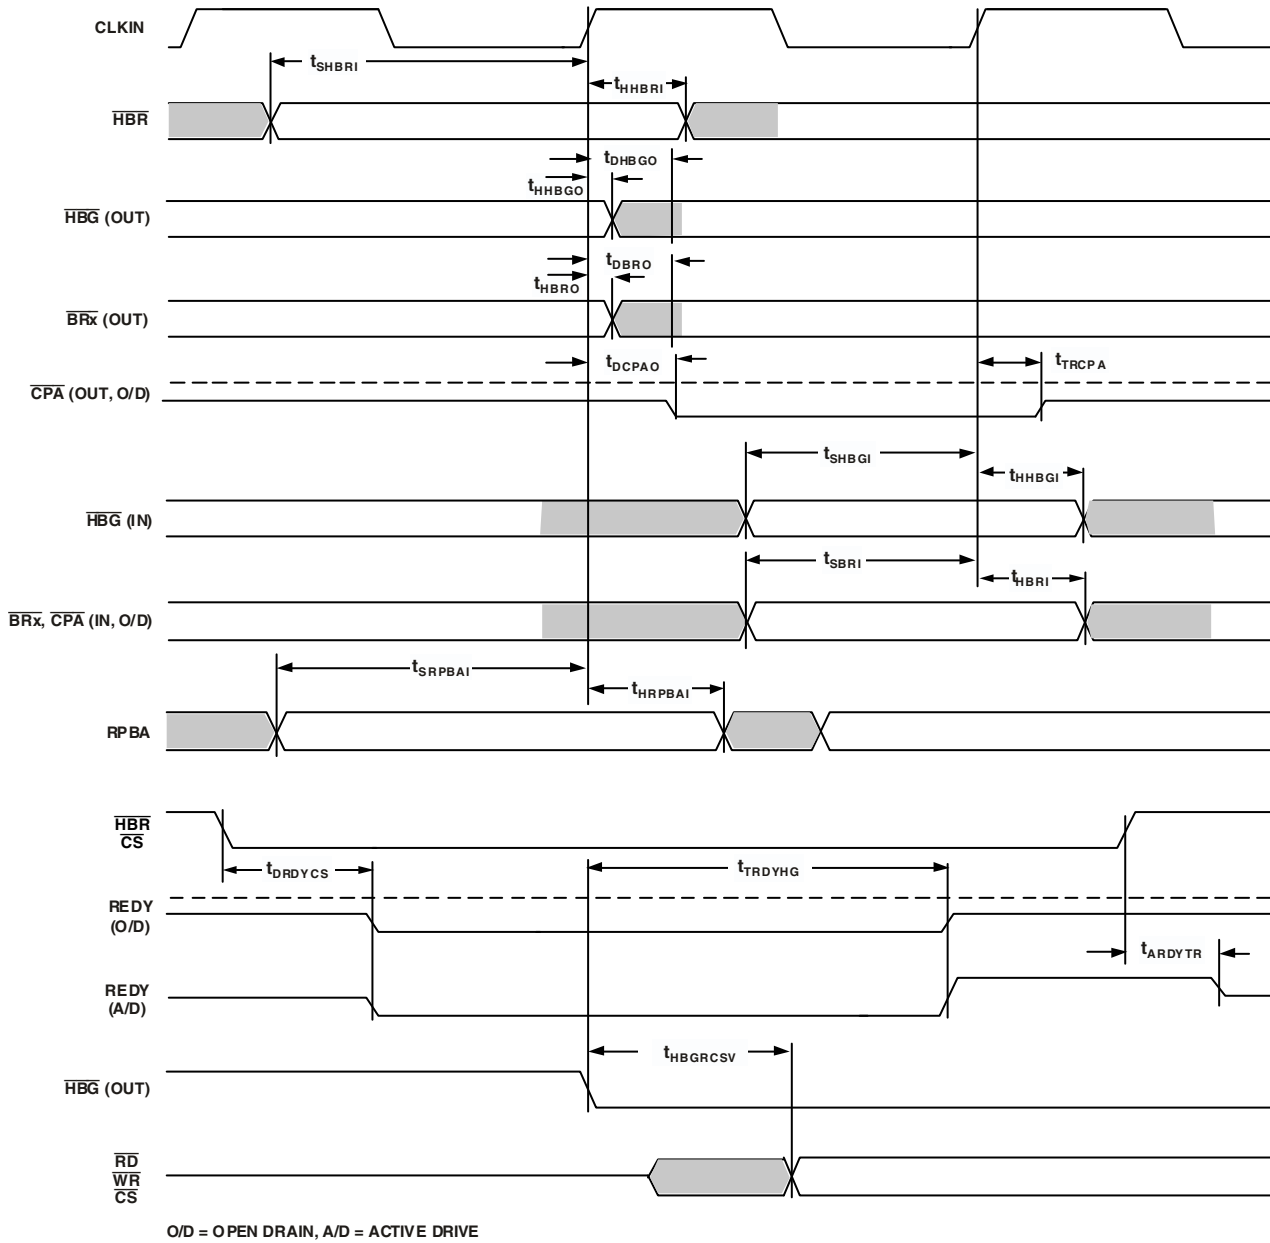 CLKIN
tSHBRI
tHHBRI
HBR
tDHBGO
tHHBGO
HBG (OUT)
tDBRO
tHBRO
BRx (OUT)
tDCPAO
tTRCPA
CPA (OUT, O/D)
tSHBGI
tHHBGI
HBG (IN)
tSBRI
tHBRI
BRx, CPA (IN, O/D)
tSRPBAI
tHRPBAI
RPBA
HBR
CS
tDRDYCS
tTRDYHG
REDY
(O/D)
tARDYTR
REDY
(A/D)
tHBGRCSV
HBG (OUT)
RD
WR
CS
O/D = OPEN DRAIN, A/D = ACTIVE DRIVE